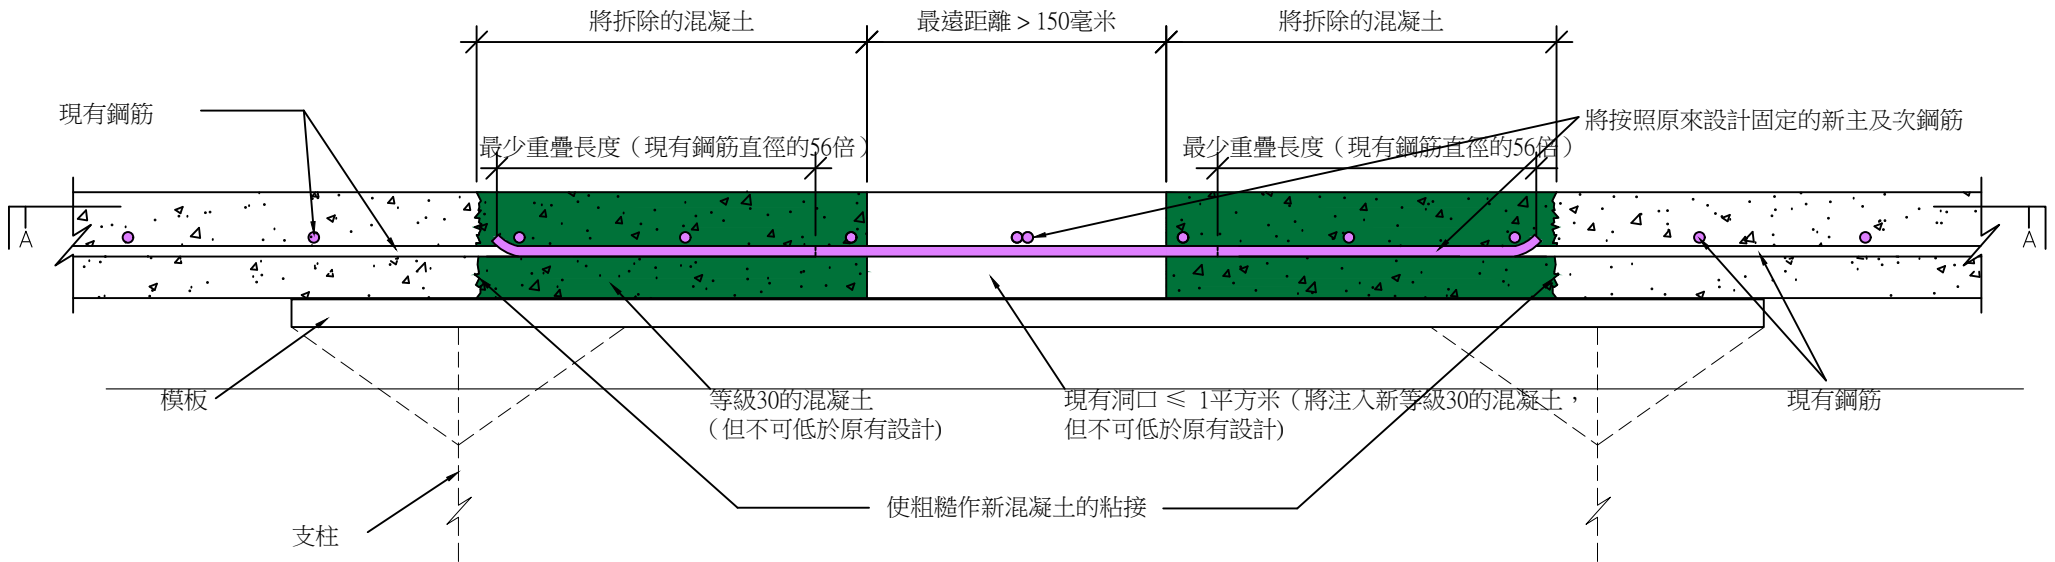 將拆除的混凝土
最遠距離 > 150毫米
將拆除的混凝土
現有鋼筋
將按照原來設計固定的新主及次鋼筋
最少重疊長度（現有鋼筋直徑的56倍）
最少重疊長度（現有鋼筋直徑的56倍）
A
A
模板
等級30的混凝土
（但不可低於原有設計)
現有洞口 ≤ 1平方米（將注入新等級30的混凝土，
但不可低於原有設計)
現有鋼筋
使粗糙作新混凝土的粘接
支柱